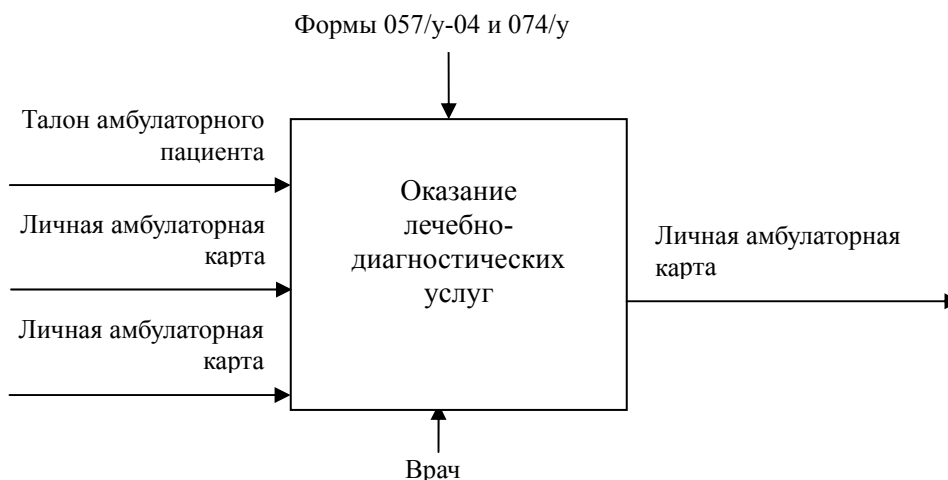 Формы 057/у-04 и 074/у
Талон амбулаторного
пациента
Личная амбулаторная
карта
Личная амбулаторная
карта
Оказание
лечебно-
диагностических
услуг
Личная амбулаторная
карта
Врач